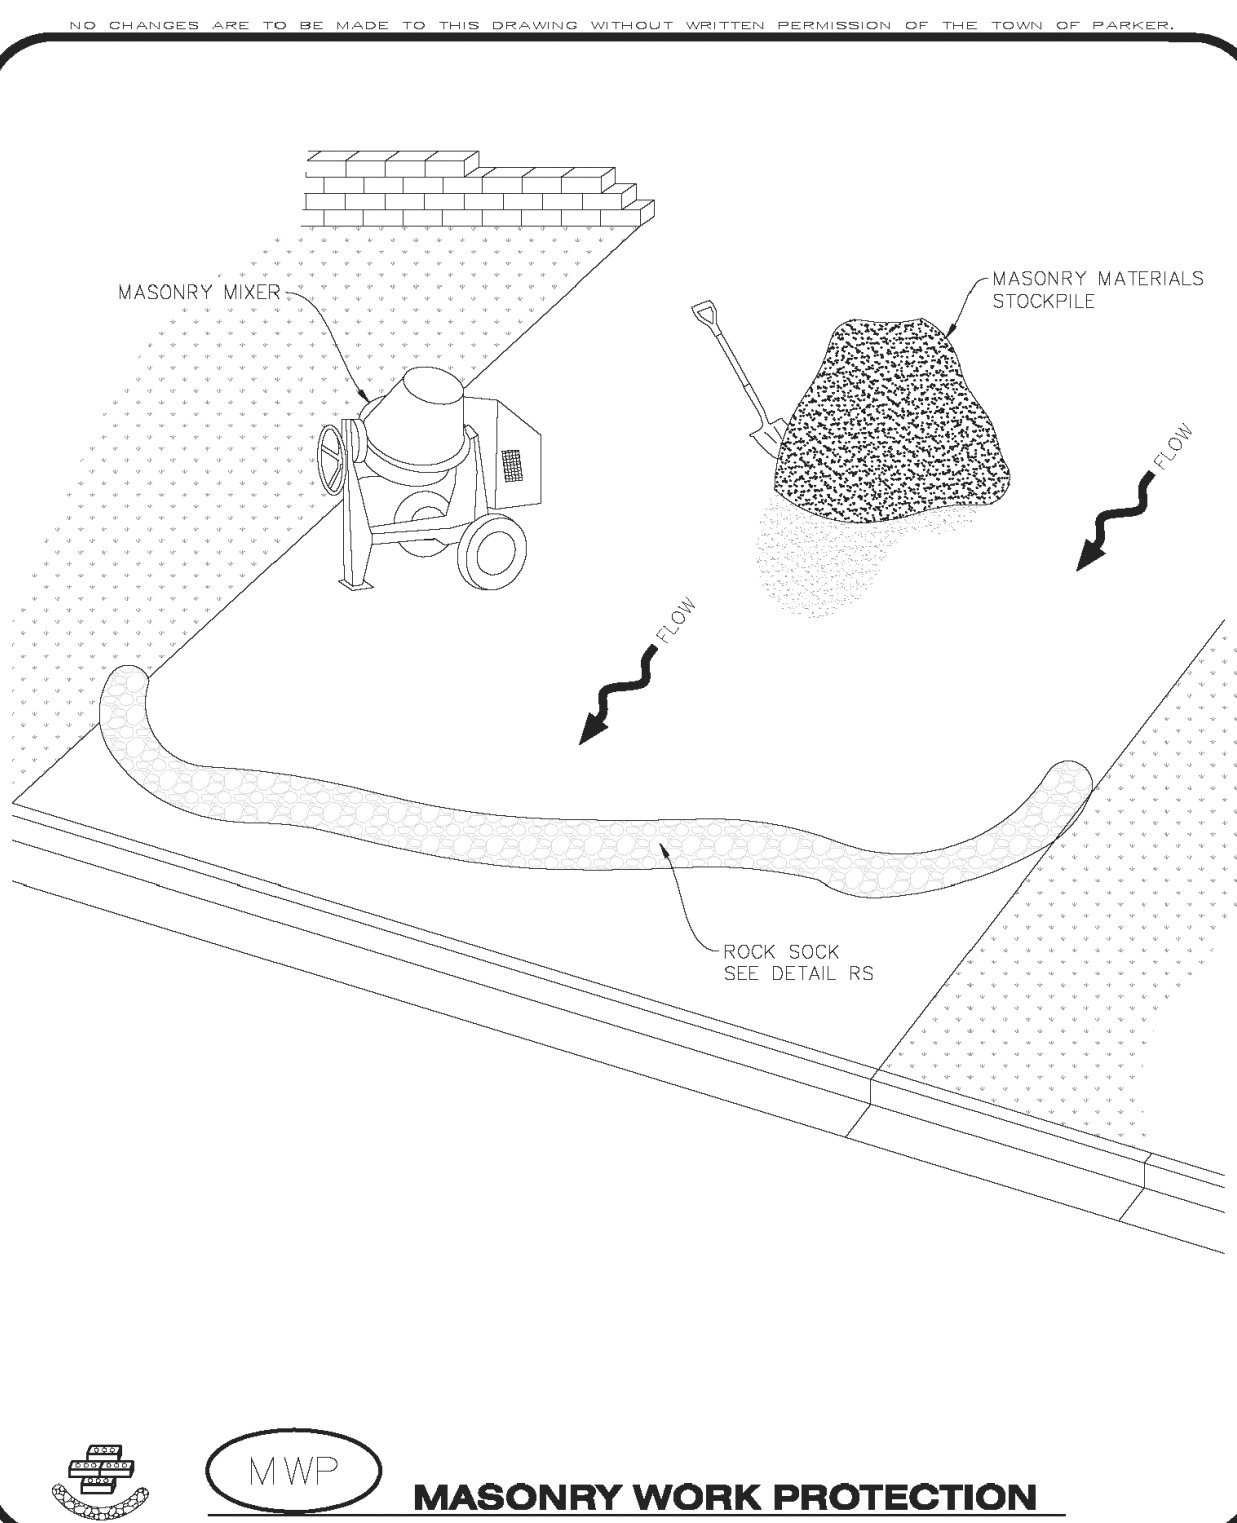 NO CHANGES ARE TO BE MADE TO THIS DRAWING WITHOUT WRITTEN PERMISSION OF THE TOWN OF PARKER.
MASONRY MIXER
MASONRY MATERIALS
STOCKPILE
FLOW
FLOW
ROCK SOCK
SEE DETAIL RS
MWP
MASONRY WORK PROTECTION